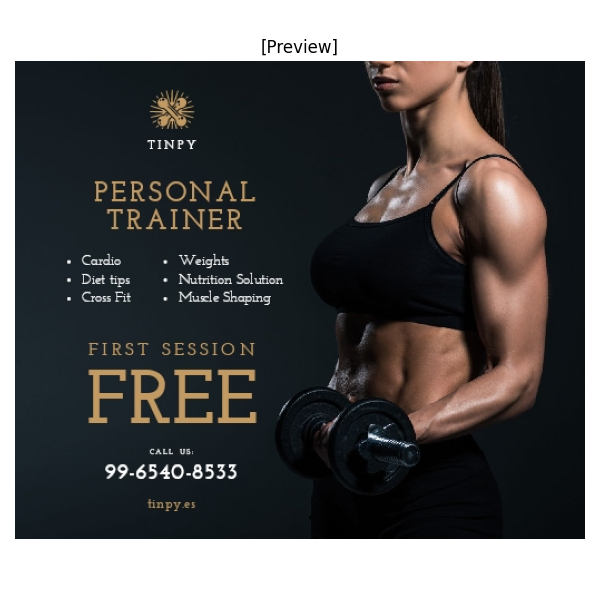 [Preview]
TINPY
PERSONAL
TRAINER
• Cardio
• Diet tips
• Cross Fit
• Weights
• Nutrition Solution
• Muscle Shaping
FIRST SESSION
FREE
CALL US:
99-6540-8533
tinpy.es